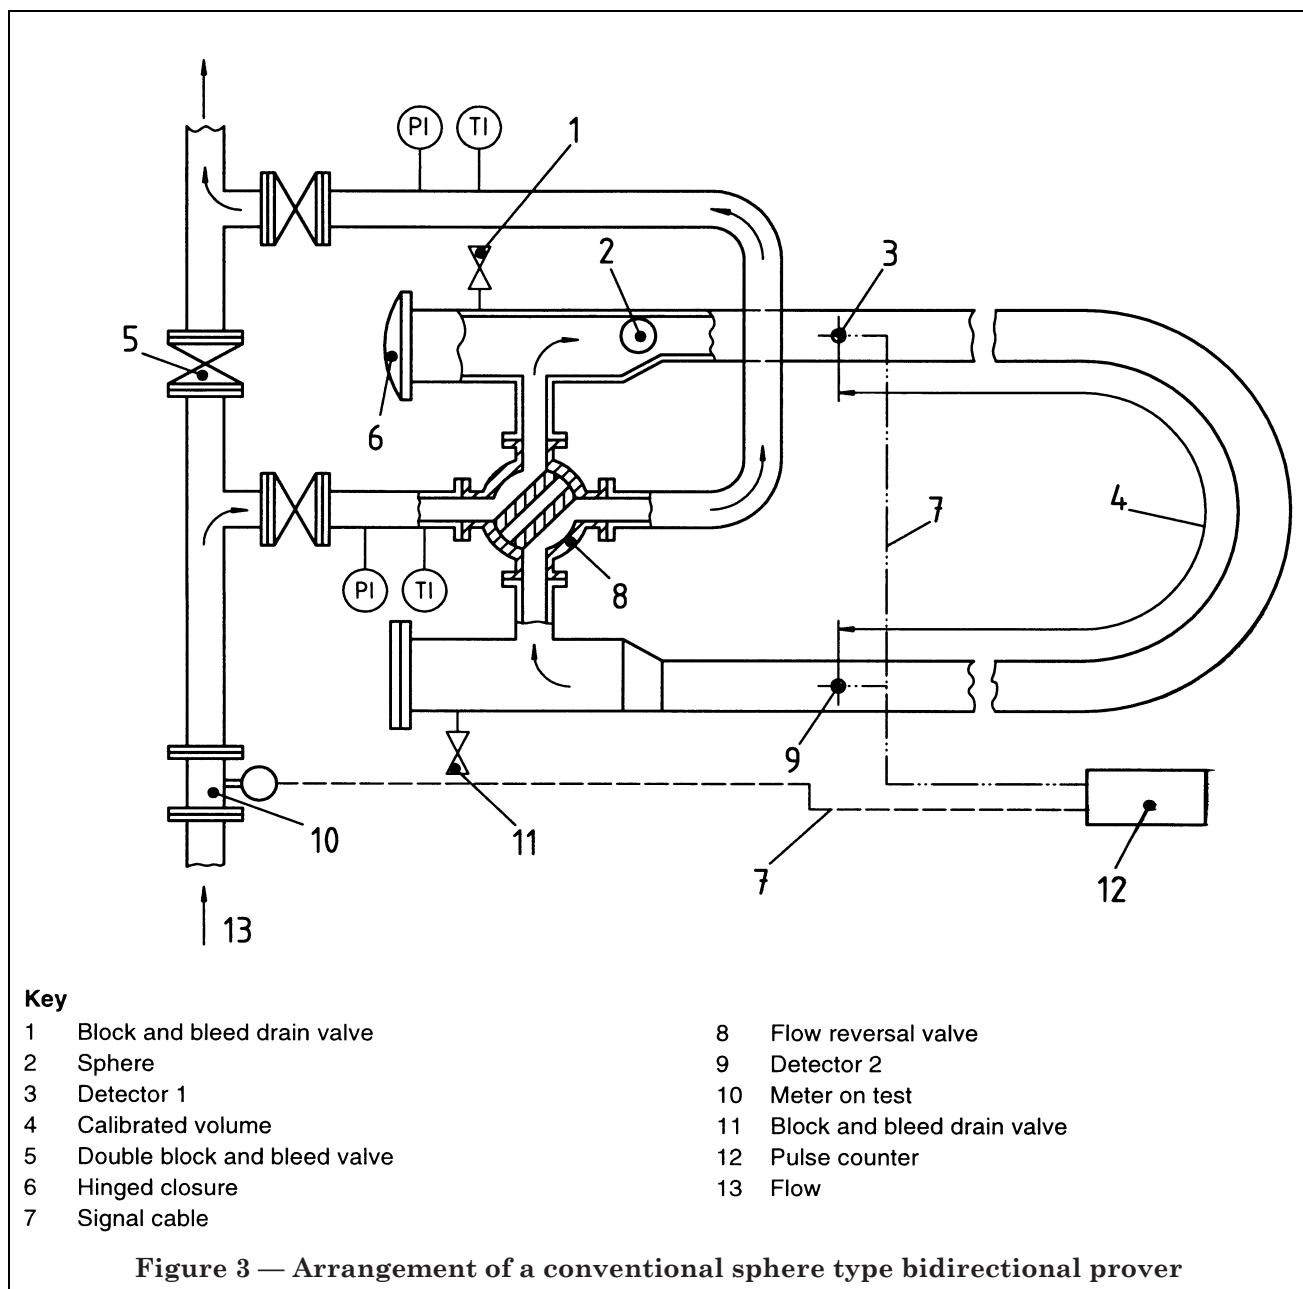 PI TI
1
2
3
5
6
4
7
PI TI
8
9
10
11
7
12
13
Key
1 Block and bleed drain valve
2 Sphere
3 Detector 1
4 Calibrated volume
5 Double block and bleed valve
6 Hinged closure
7 Signal cable
8 Flow reversal valve
9 Detector 2
10 Meter on test
11 Block and bleed drain valve
12 Pulse counter
13 Flow
Figure 3 — Arrangement of a conventional sphere type bidirectional prover